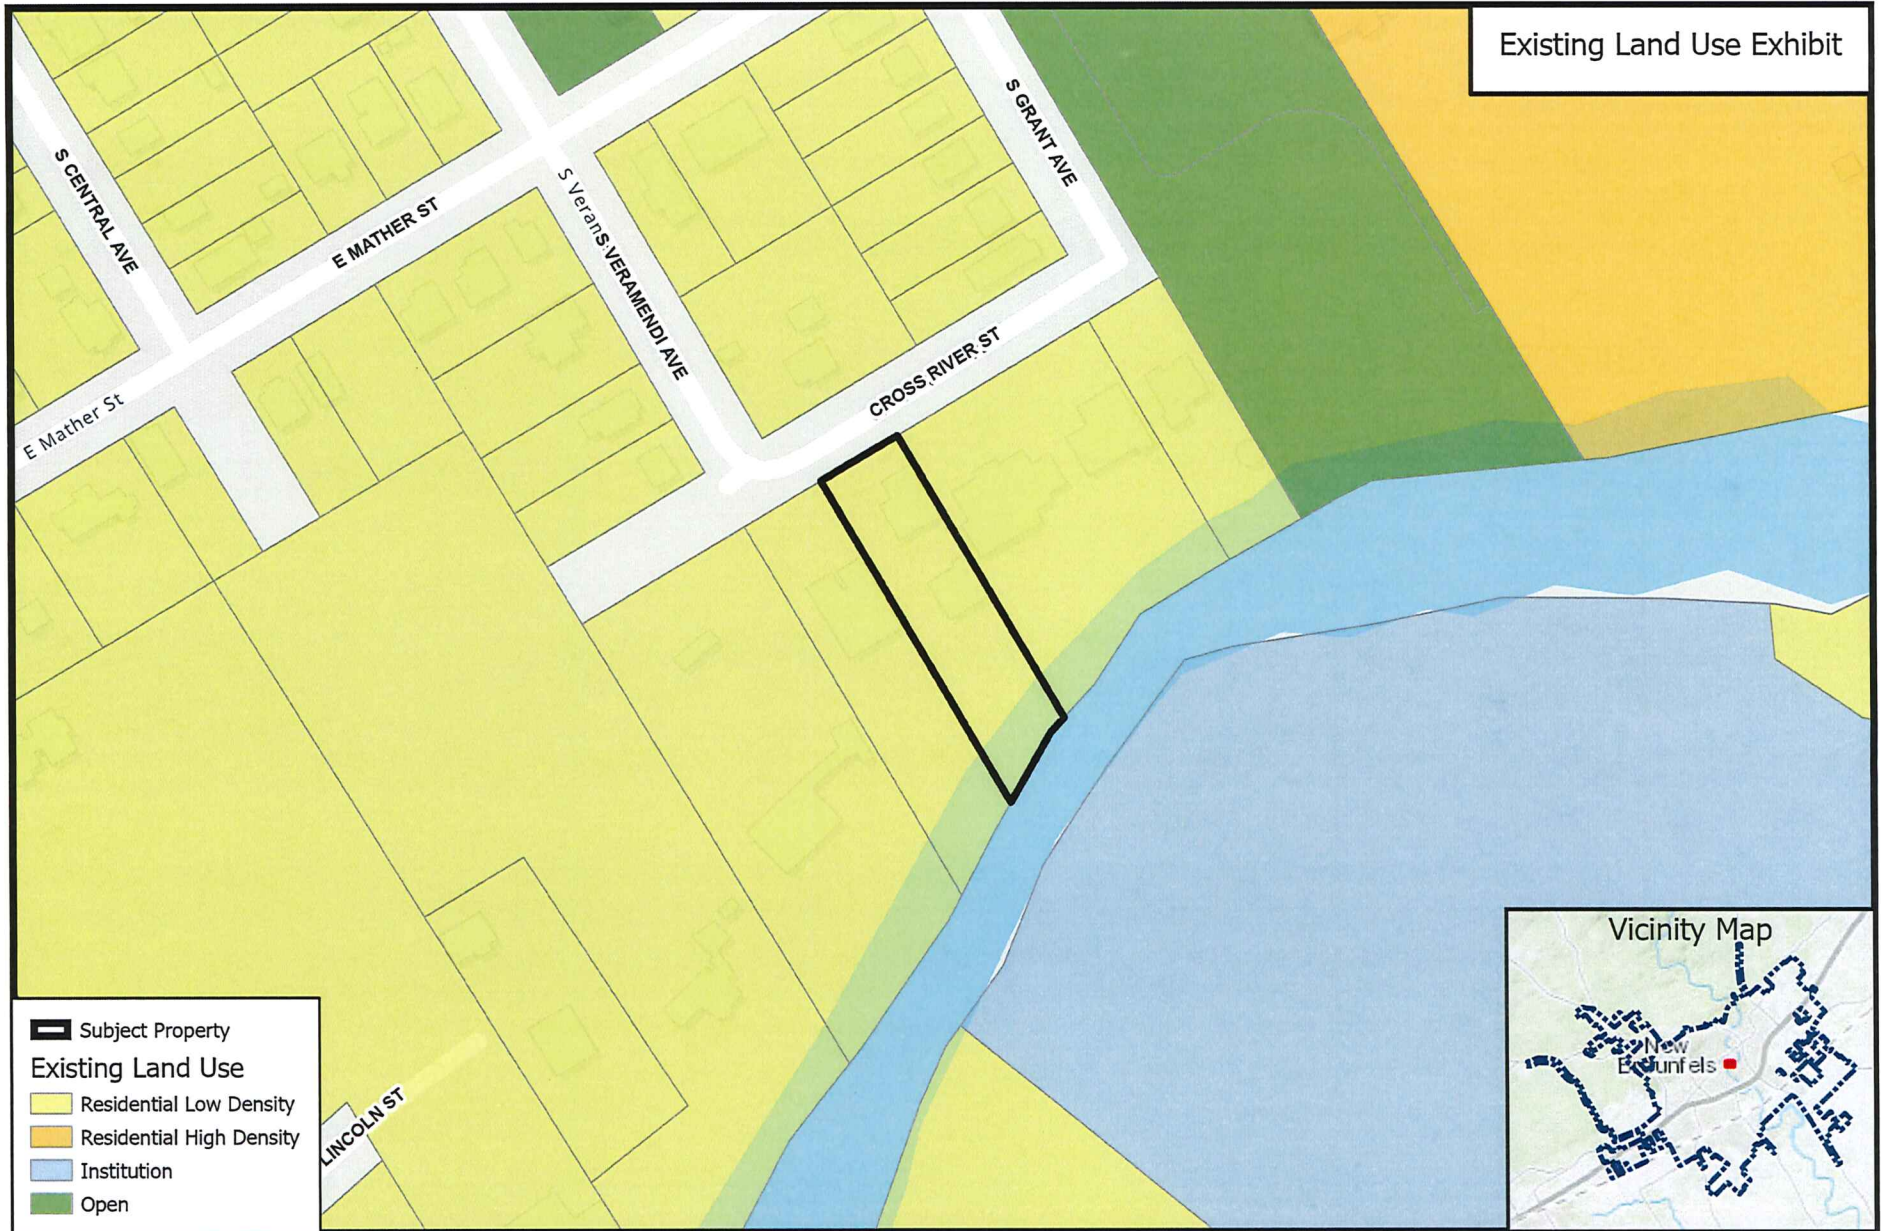 Existing Land Use Exhibit
S GRANT AVE
S CENTRAL AVE
E MATHER ST
S Veram
S VERAMENDI AVE
CROSS RIVER ST
E Mather St
Vicinity Map
New
Braunfels
Subject Property
Existing Land Use
Residential Low Density
Residential High Density
Institution
Open
LINCOLN ST